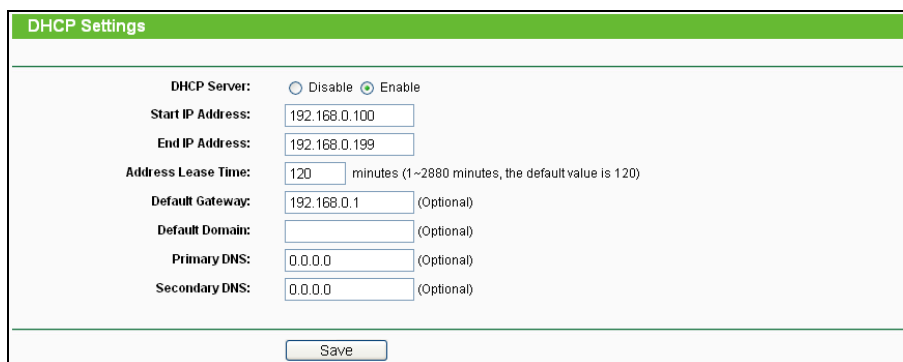 DHCP Settings
DHCP Server: Disable Enable
Start IP Address: 192.168.0.100
End IP Address: 192.168.0.199
Address Lease Time: 120 minutes (1~2880 minutes, the default value is 120)
Default Gateway: 192.168.0.1 (Optional)
Default Domain: (Optional)
Primary DNS: 0.0.0.0 (Optional)
Secondary DNS: 0.0.0.0 (Optional)
Save